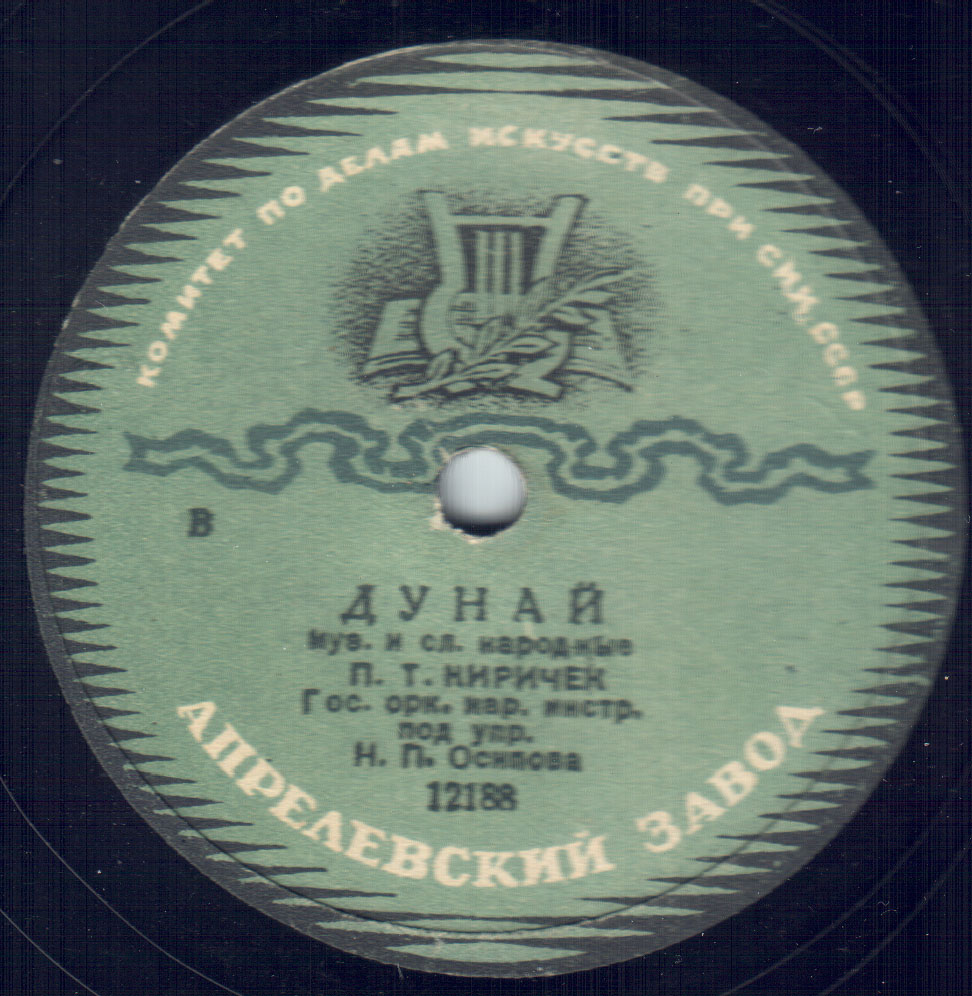 КОМИТЕТ ПО ДЕЛАМ ИСКУССТВ ПРИ СНК СССР
В
ДУНАЙ
муз. и сл. народные
П. Т. КИРИЧЕК
Гос. орк. нар. инстр.
под упр.
Н. П. Осипова
12188
АПРЕЛЕВСКИЙ ЗАВОД